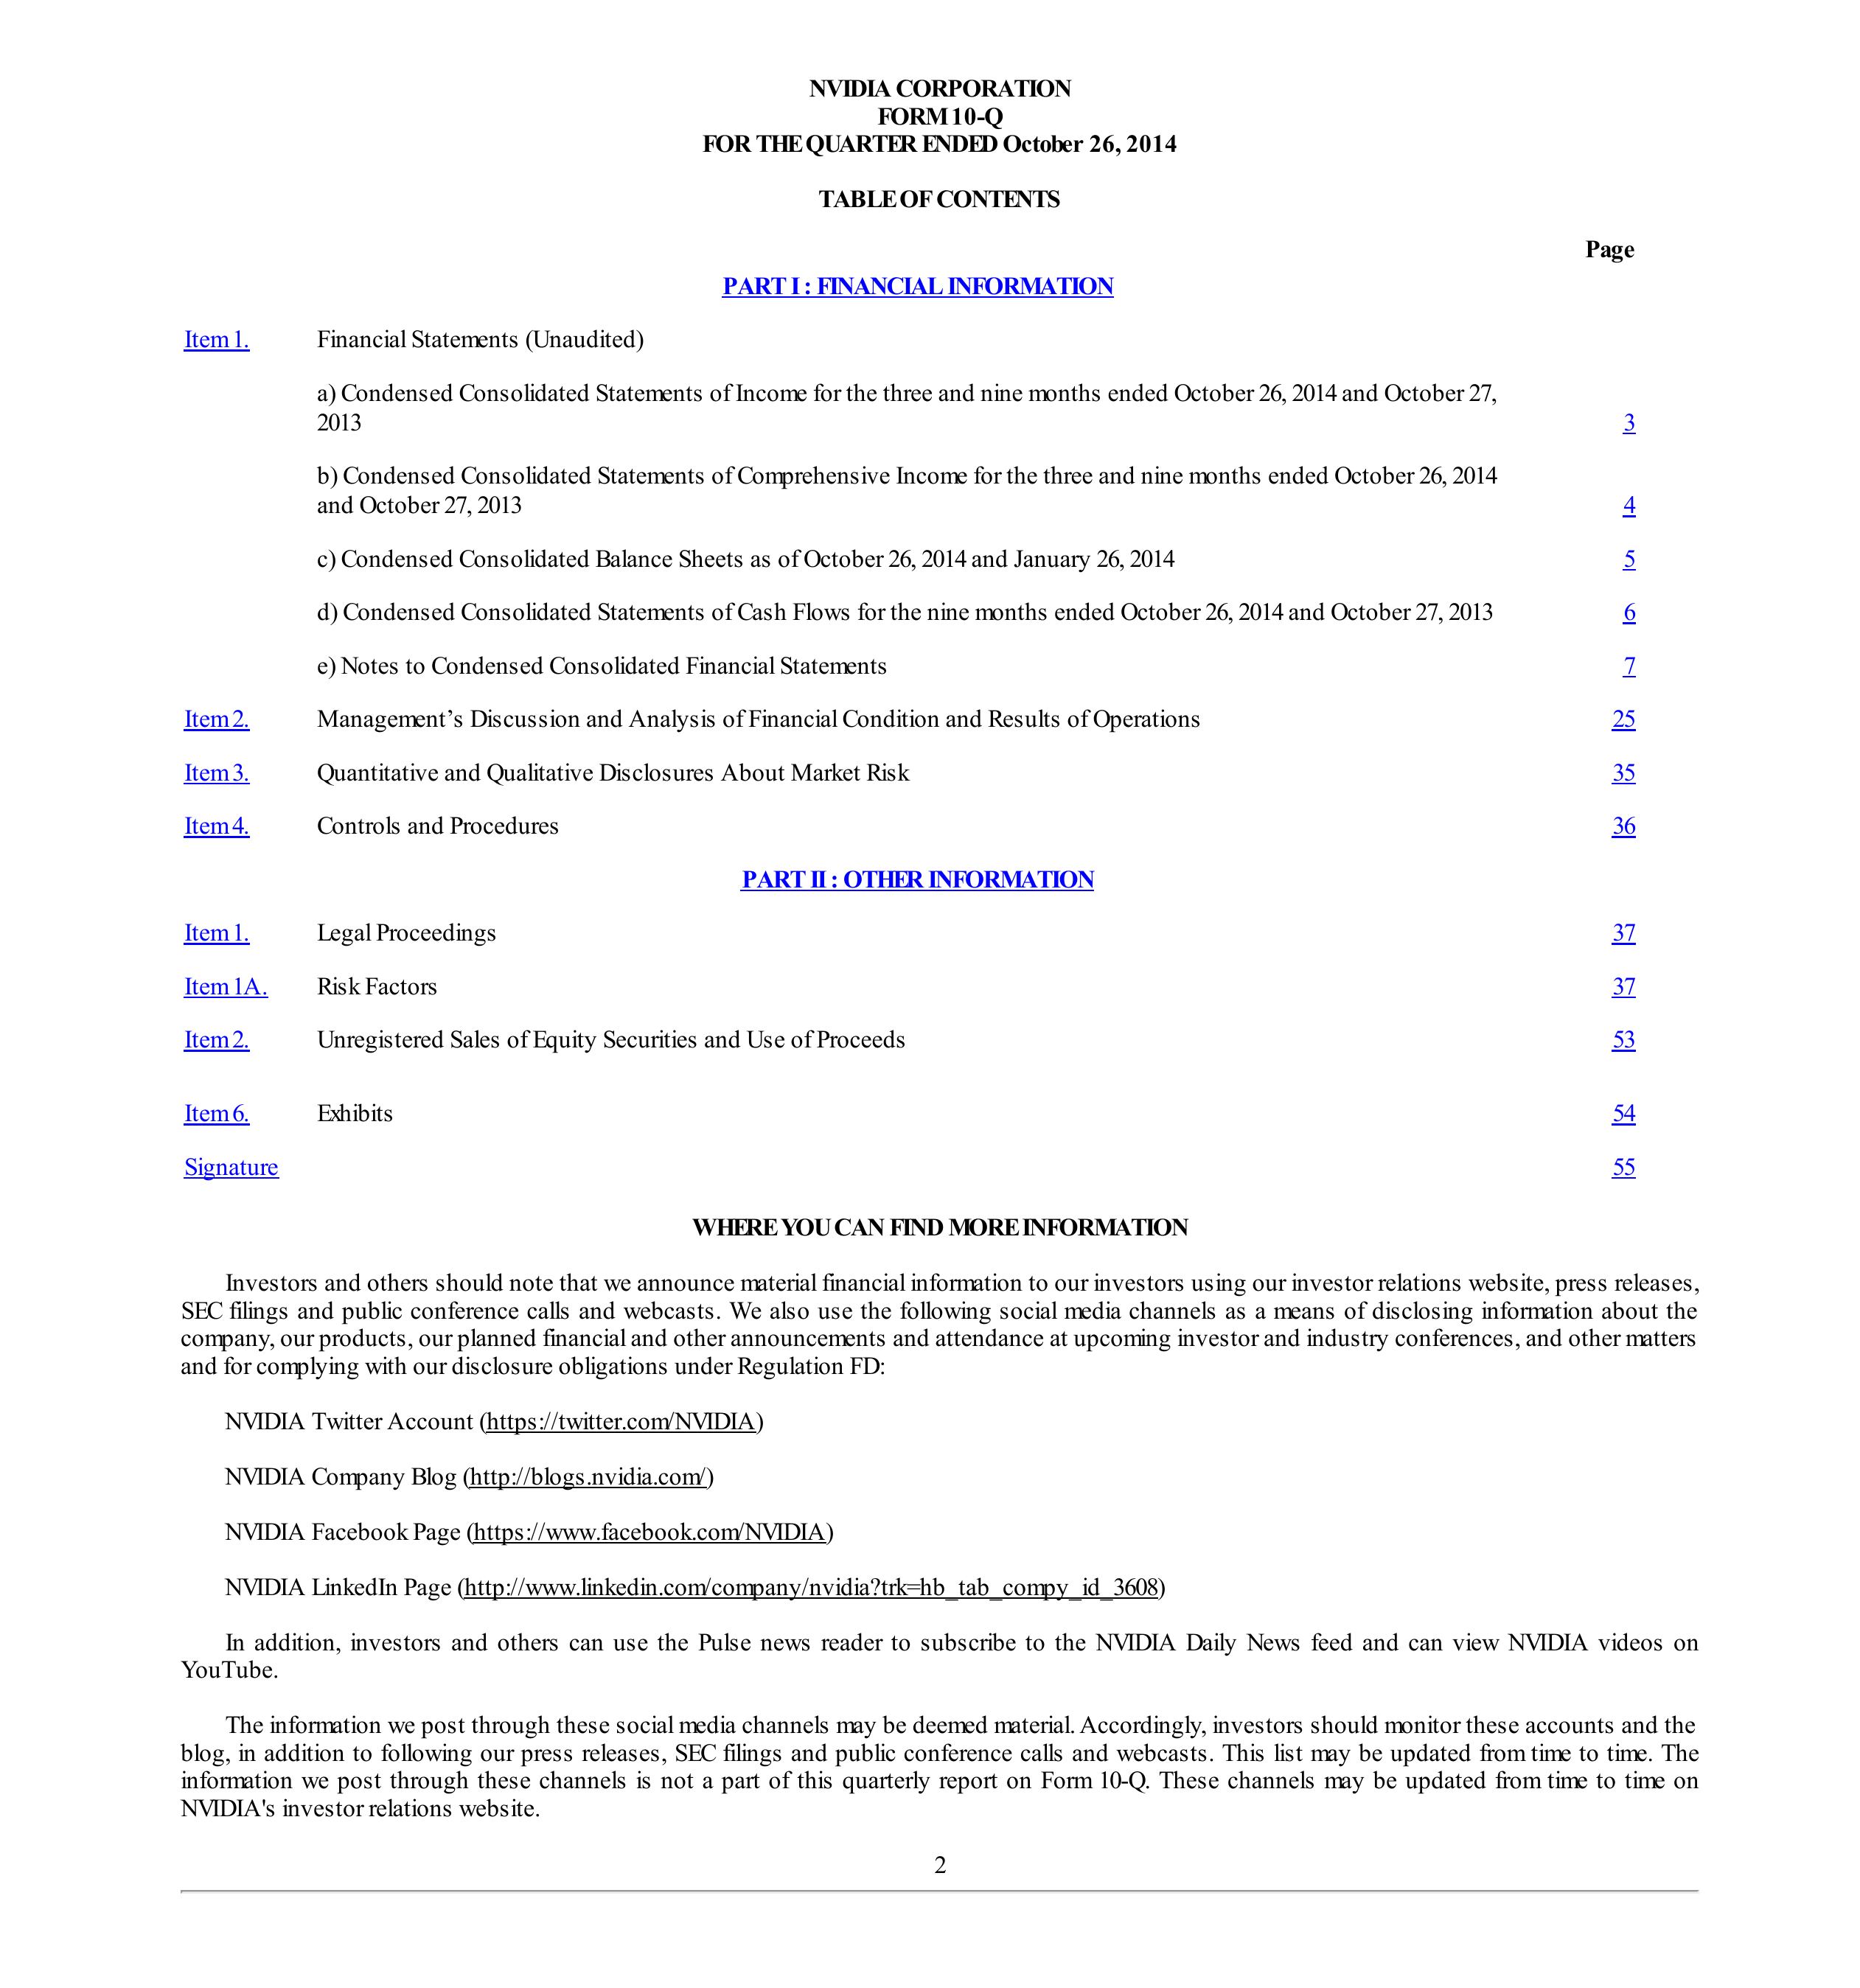 NVIDIA CORPORATION
FORM 10-Q
FOR THE QUARTER ENDED October 26, 2014
TABLE OF CONTENTS
Page
PART I : FINANCIAL INFORMATION
Item 1. Financial Statements (Unaudited)
a) Condensed Consolidated Statements of Income for the three and nine months ended October 26, 2014 and October 27,
2013 3
b) Condensed Consolidated Statements of Comprehensive Income for the three and nine months ended October 26, 2014
and October 27, 2013 4
c) Condensed Consolidated Balance Sheets as of October 26, 2014 and January 26, 2014 5
d) Condensed Consolidated Statements of Cash Flows for the nine months ended October 26, 2014 and October 27, 2013 6
e) Notes to Condensed Consolidated Financial Statements 7
Item 2. Management’s Discussion and Analysis of Financial Condition and Results of Operations 25
Item 3. Quantitative and Qualitative Disclosures About Market Risk 35
Item 4. Controls and Procedures 36
PART II : OTHER INFORMATION
Item 1. Legal Proceedings 37
Item 1A. Risk Factors 37
Item 2. Unregistered Sales of Equity Securities and Use of Proceeds 53
Item 6. Exhibits 54
Signature 55
WHERE YOU CAN FIND MORE INFORMATION
Investors and others should note that we announce material financial information to our investors using our investor relations website, press releases,
SEC filings and public conference calls and webcasts. We also use the following social media channels as a means of disclosing information about the
company, our products, our planned financial and other announcements and attendance at upcoming investor and industry conferences, and other matters
and for complying with our disclosure obligations under Regulation FD:
NVIDIA Twitter Account (https://twitter.com/NVIDIA)
NVIDIA Company Blog (http://blogs.nvidia.com/)
NVIDIA Facebook Page (https://www.facebook.com/NVIDIA)
NVIDIA LinkedIn Page (http://www.linkedin.com/company/nvidia?trk=hb_tab_compy_id_3608)
In addition, investors and others can use the Pulse news reader to subscribe to the NVIDIA Daily News feed and can view NVIDIA videos on
YouTube.
The information we post through these social media channels may be deemed material. Accordingly, investors should monitor these accounts and the
blog, in addition to following our press releases, SEC filings and public conference calls and webcasts. This list may be updated from time to time. The
information we post through these channels is not a part of this quarterly report on Form 10-Q. These channels may be updated from time to time on
NVIDIA's investor relations website.
2